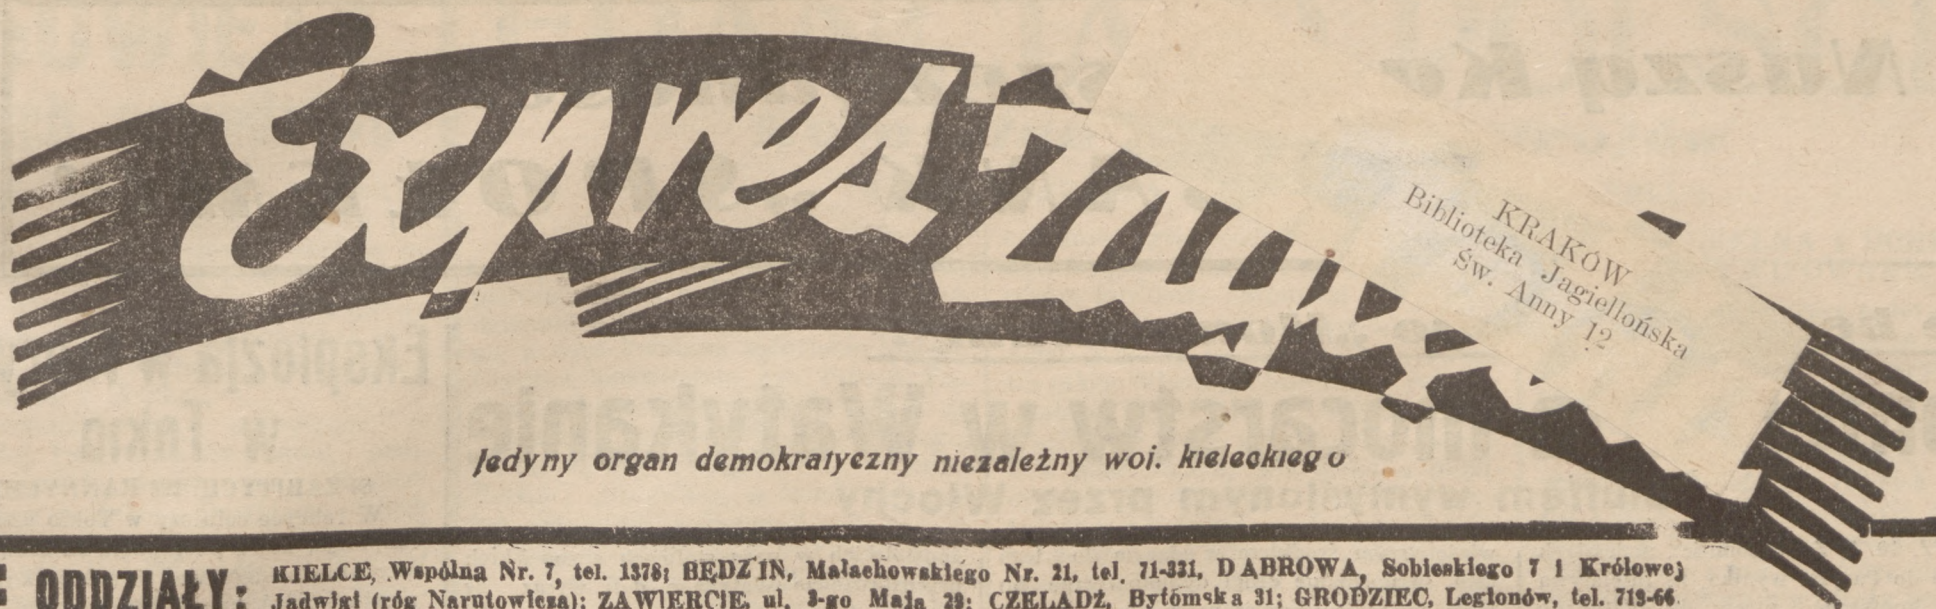 Expres Zagłę
KRAKÓW
Biblioteka Jagiellońska
Św. Anny 12
Jedyny organ demokratyczny niezależny woj. kieleckiego
ODDZIAŁY:
KIELCE, Wspólna Nr. 7, tel. 1378; BĘDZIN, Małachowskiego Nr. 21, tel. 71-331, DĄBROWA, Sobieskiego 7 i Królowej
Jadwigi (róg Narutowicza); ZAWIERCIE, ul. 3-go Maja 29; CZELADŹ, Bytomska 31; GRODZIEC, Legionów, tel. 713-66.